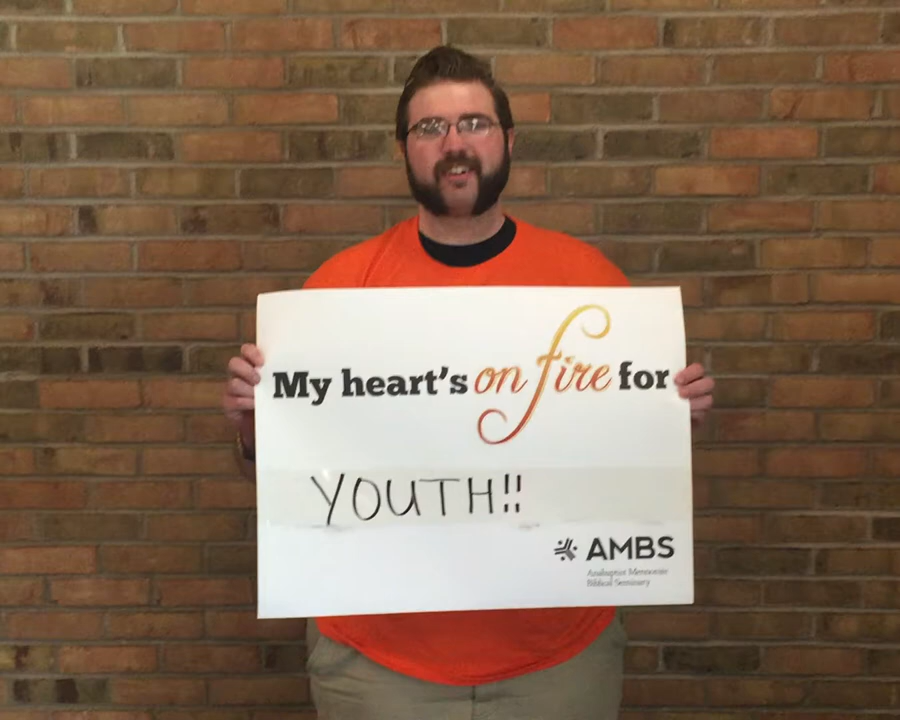 My heart's on fire for
YOUTH!!
AMBS
Anabaptist Mennonite
Biblical Seminary